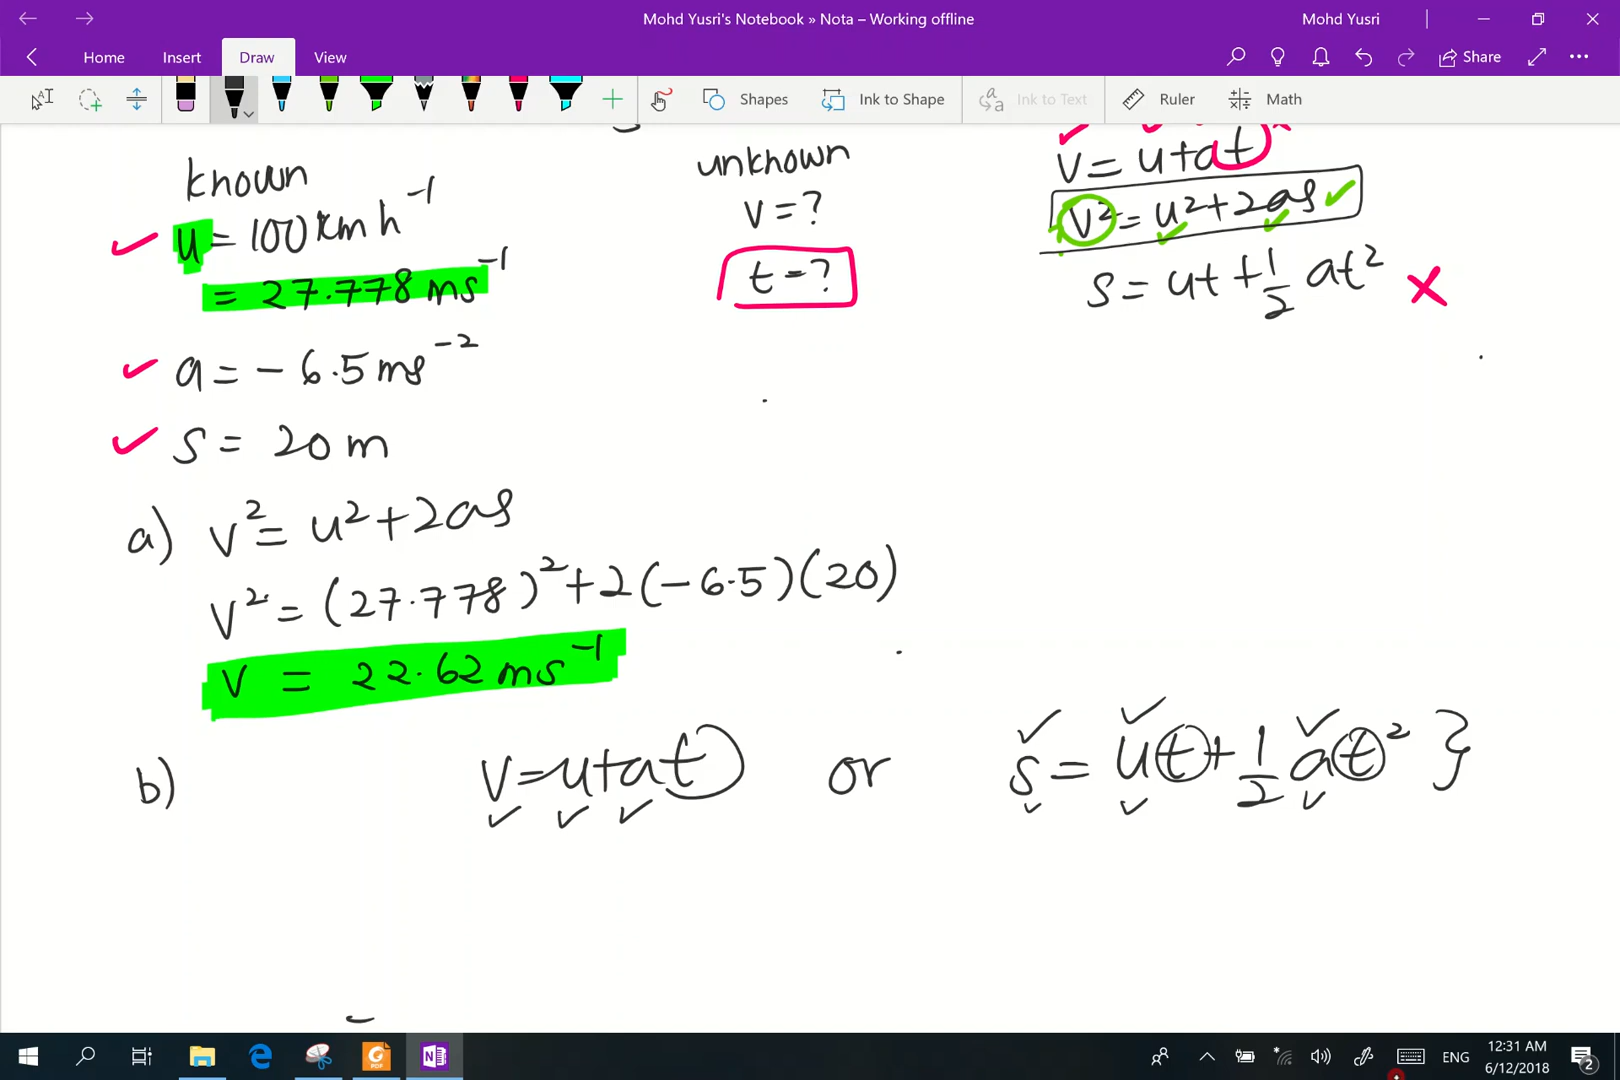 Mohd Yusri's Notebook » Nota – Working offline
Mohd Yusri
Home Insert Draw View
Share
Shapes
Ink to Shapes
Ink to Text
Ruler
Math
known
u = 100 km h⁻¹
= 27.778 ms⁻¹
a = - 6.5 ms⁻²
s = 20 m
unknown
v = ?
t = ?
v = u+at
v² = u²+2as
s = ut + 1/2 at²
a) v² = u²+2as
v² = (27.778)² + 2(-6.5)(20)
v = 22.62 ms⁻¹
b) v=u+at or s = ut + 1/2 at² }
ENG
12:31 AM
6/12/2018
2